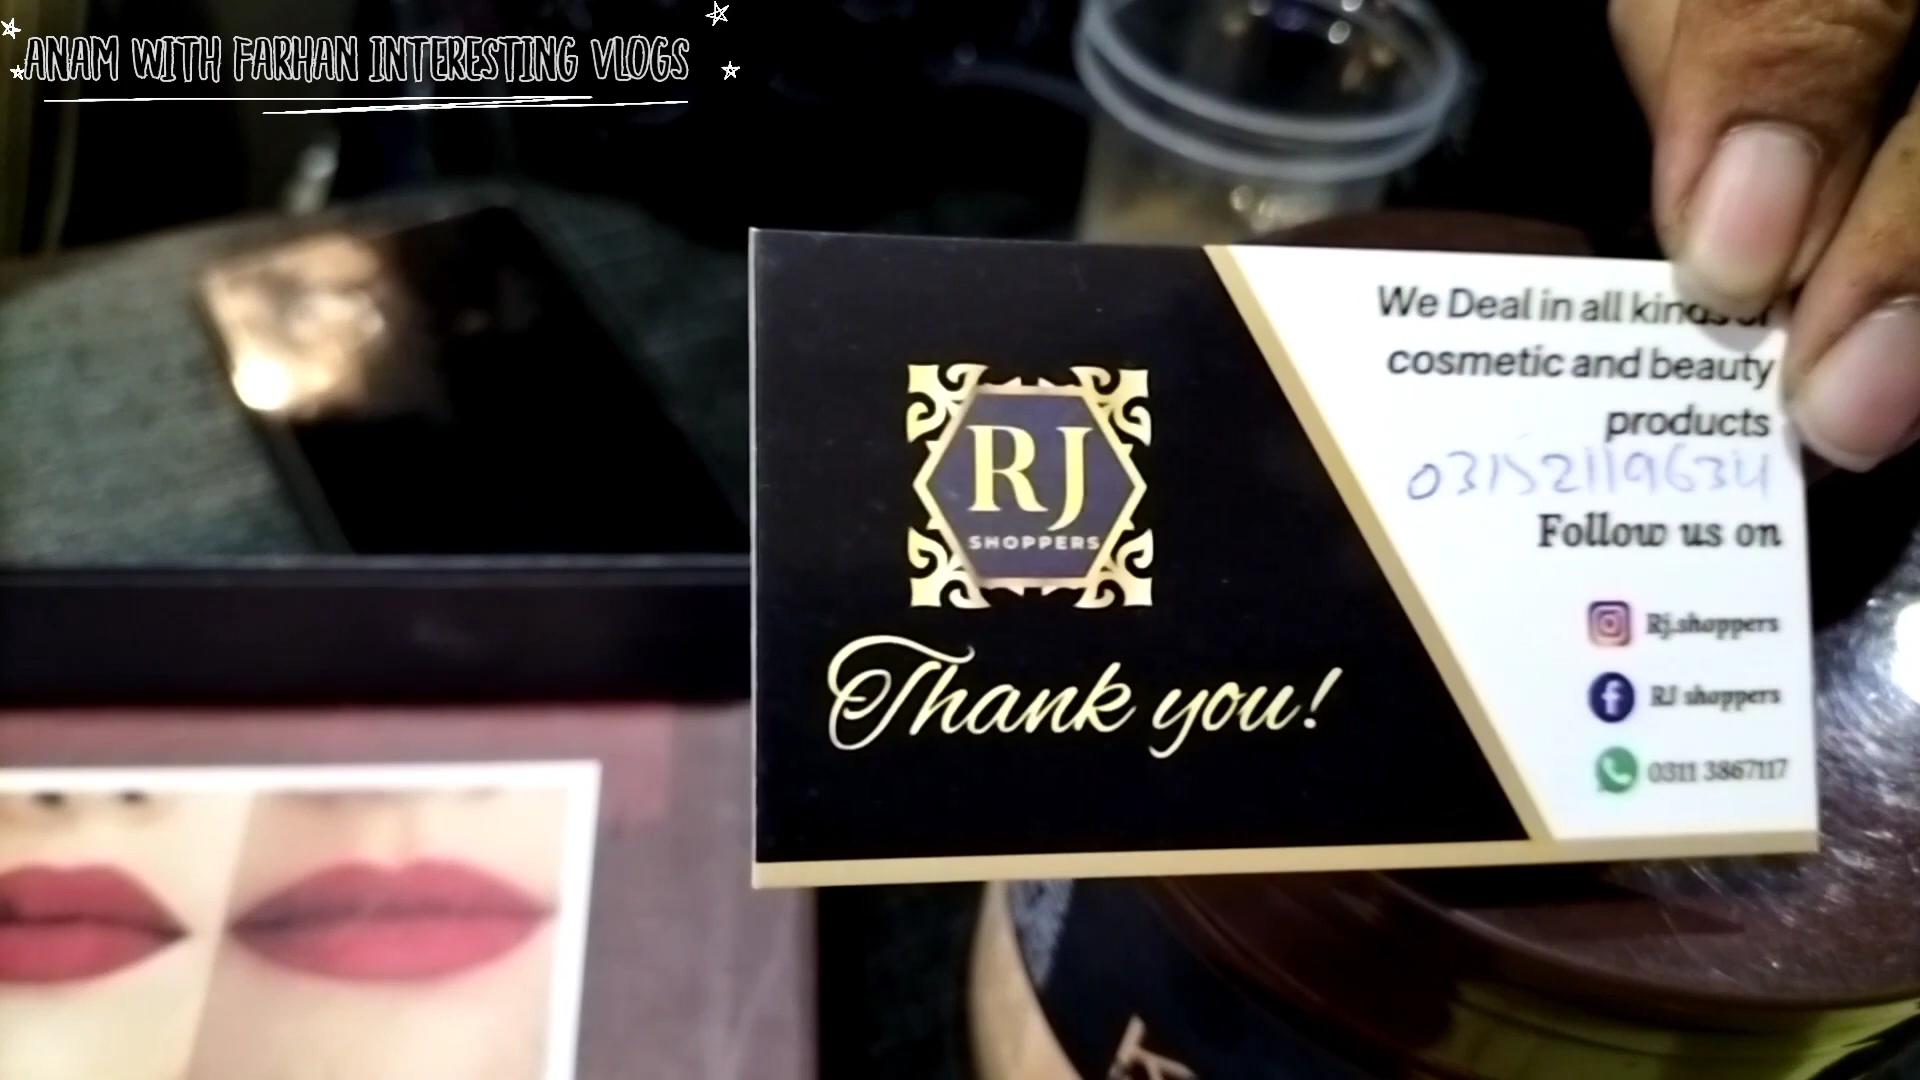 ANAM WITH FARHAN INTERESTING VLOGS
RJ
SHOPPERS
Thank you!
We Deal in all kinds of
cosmetic and beauty
products
03152119634
Follow us on
Rj.shoppers
RJ shoppers
0311 3867117
K